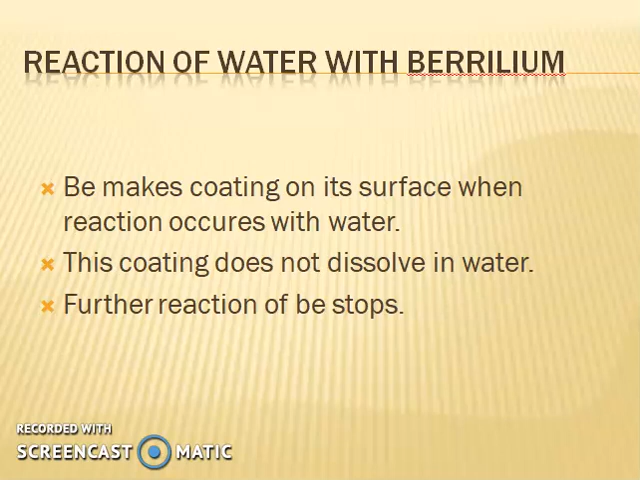 REACTION OF WATER WITH BERRILIUM
Be makes coating on its surface when
reaction occures with water.
This coating does not dissolve in water.
Further reaction of be stops.
RECORDED WITH
SCREENCAST MATIC